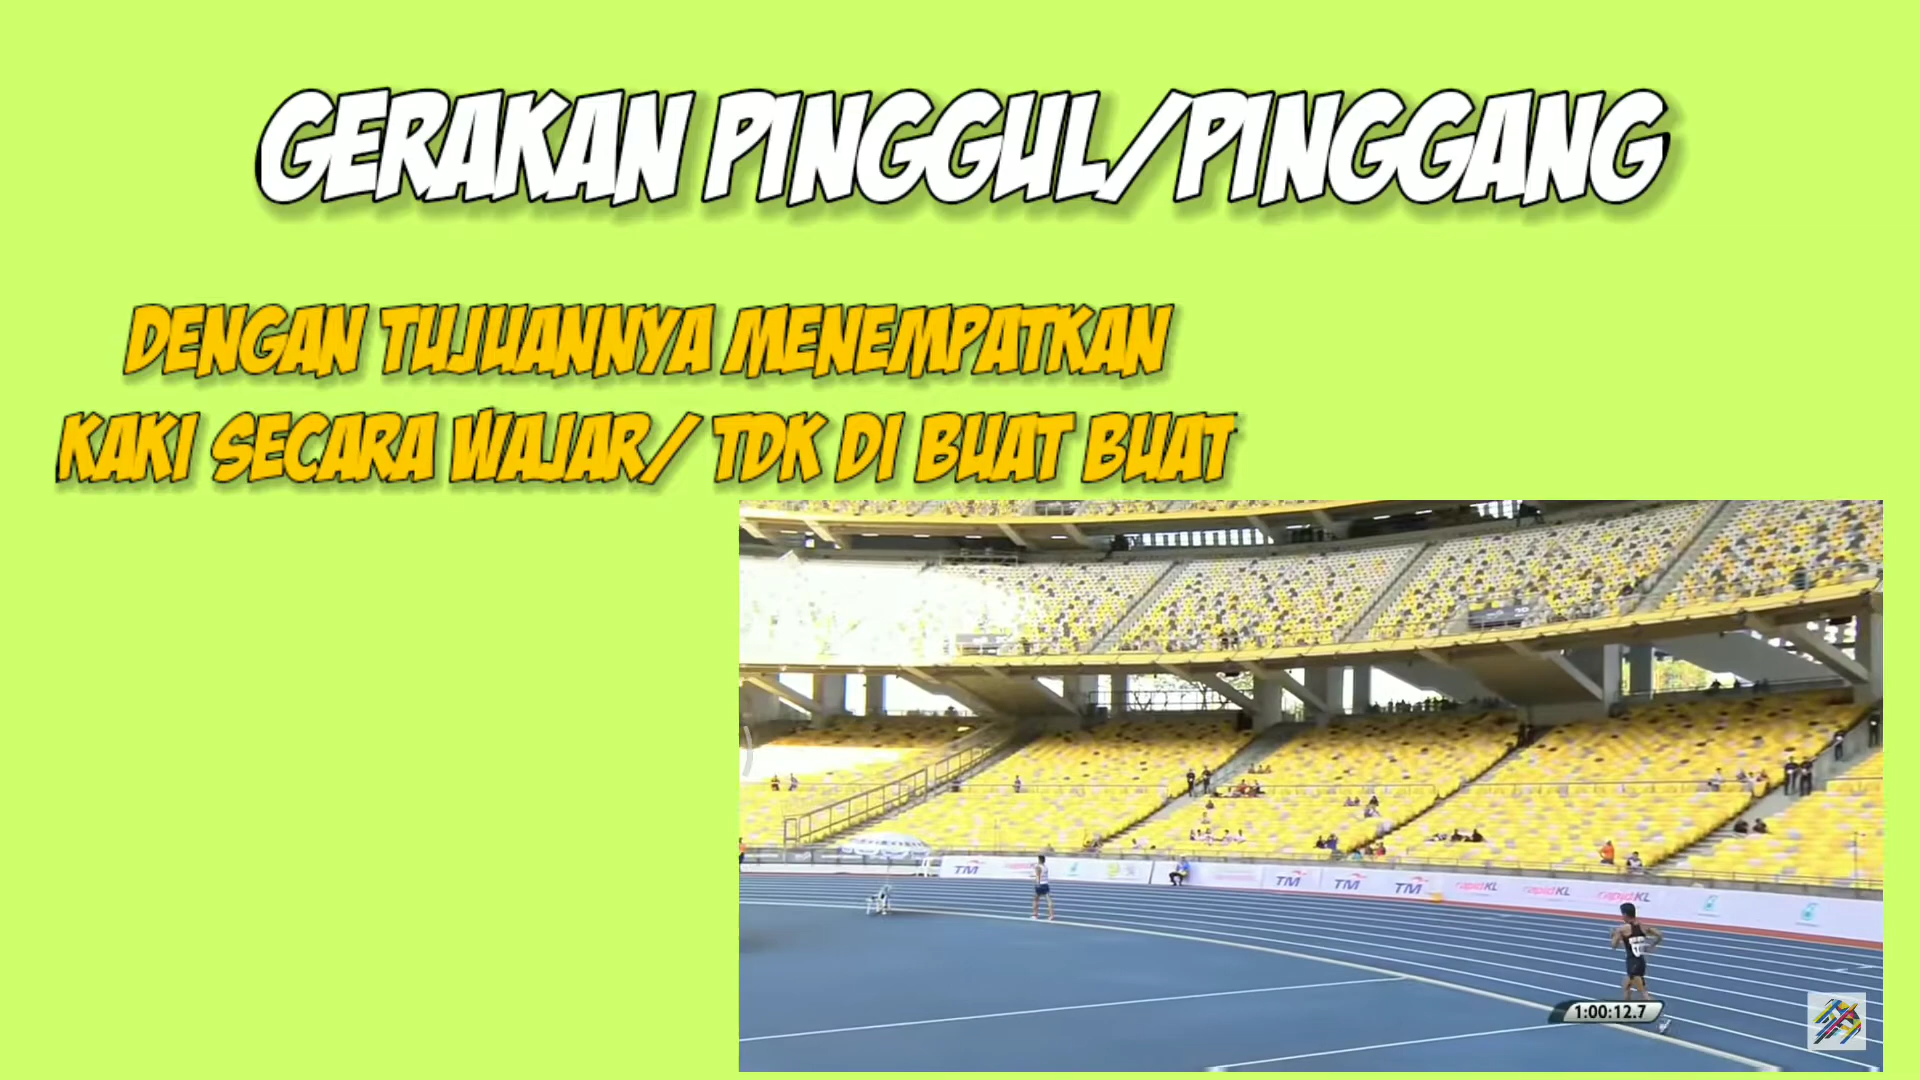 GERAKAN PINGGUL/PINGGANG
DENGAN TUJUANNYA MENEMPATKAN
KAKI SECARA WAJAR/ TDK DI BUAT BUAT
TM
TM
TM
TM
rapidKL
rapidKL
rapidKL
1:00:12.7